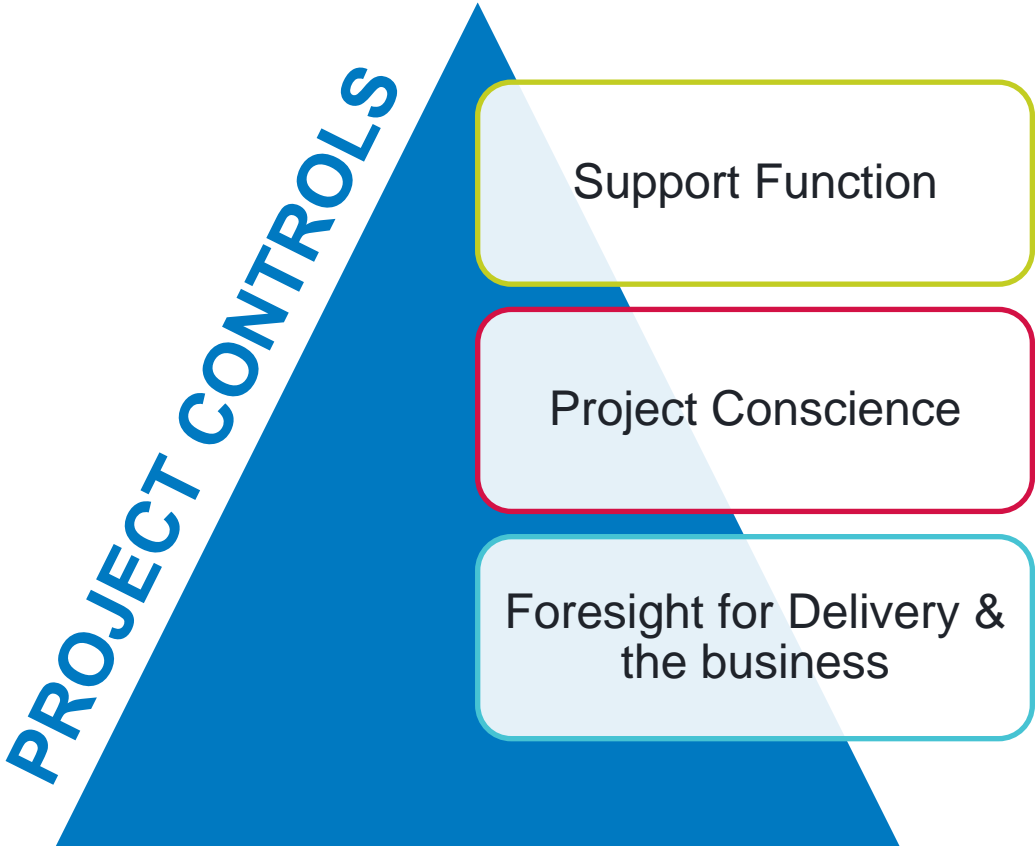 PROJECT CONTROLS
Support Function
Project Conscience
Foresight for Delivery &
the business